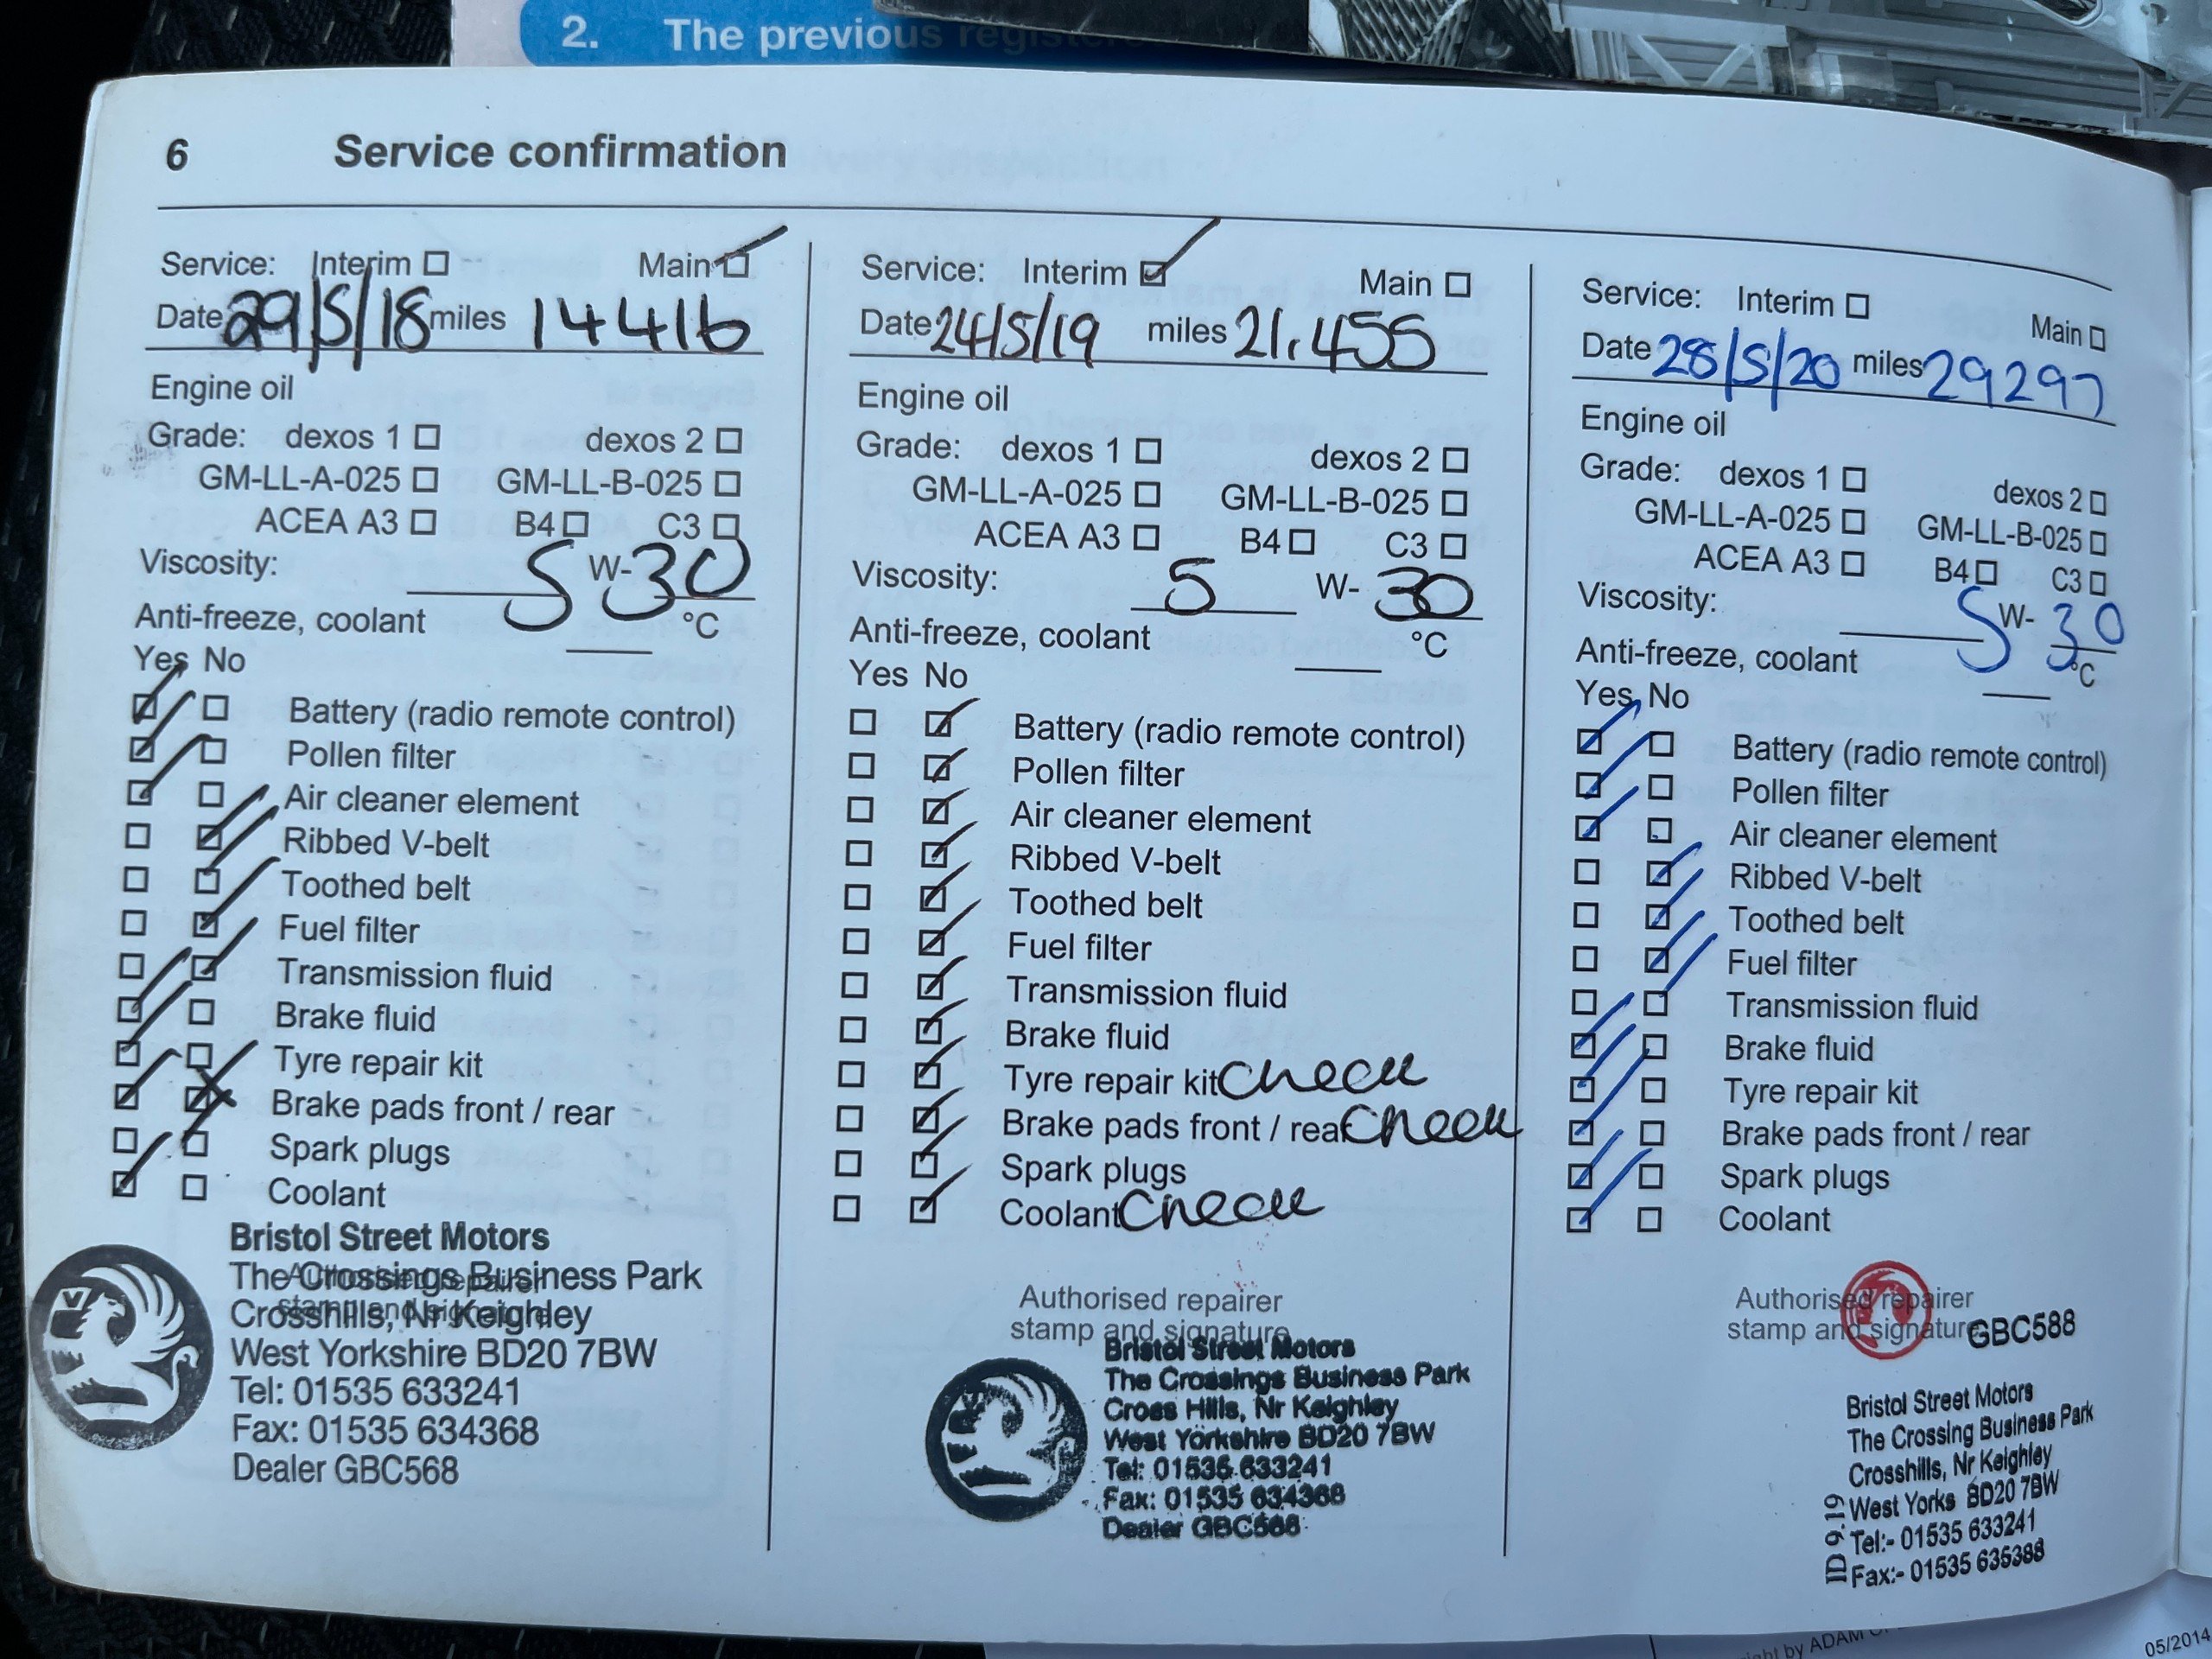 2. The previous
6 Service confirmation
Service: Interim Main
Date 29/5/18 miles 14416
Engine oil
Grade: dexos 1 dexos 2
GM-LL-A-025 GM-LL-B-025
ACEA A3 B4 C3
Viscosity: 5 W-30
Anti-freeze, coolant °C
Yes No
Battery (radio remote control)
Pollen filter
Air cleaner element
Ribbed V-belt
Toothed belt
Fuel filter
Transmission fluid
Brake fluid
Tyre repair kit
Brake pads front / rear
Spark plugs
Coolant
Authorised repairer
stamp and signature
Bristol Street Motors
The Crossings Business Park
Crosshills, Nr Keighley
West Yorkshire BD20 7BW
Tel: 01535 633241
Fax: 01535 634368
Dealer GBC568
Service: Interim Main
Date 24/5/19 miles 21,455
Engine oil
Grade: dexos 1 dexos 2
GM-LL-A-025 GM-LL-B-025
ACEA A3 B4 C3
Viscosity: 5 W-30
Anti-freeze, coolant °C
Yes No
Battery (radio remote control)
Pollen filter
Air cleaner element
Ribbed V-belt
Toothed belt
Fuel filter
Transmission fluid
Brake fluid
Tyre repair kit Check
Brake pads front / rear Check
Spark plugs
Coolant Check
Authorised repairer
stamp and signature
Bristol Street Motors
The Crossings Business Park
Cross Hills, Nr Keighley
West Yorkshire BD20 7BW
Tel: 01535 633241
Fax: 01535 634368
Dealer GBC568
Service: Interim Main
Date 28/5/20 miles 29297
Engine oil
Grade: dexos 1 dexos 2
GM-LL-A-025 GM-LL-B-025
ACEA A3 B4 C3
Viscosity: 5 W-30
Anti-freeze, coolant °C
Yes No
Battery (radio remote control)
Pollen filter
Air cleaner element
Ribbed V-belt
Toothed belt
Fuel filter
Transmission fluid
Brake fluid
Tyre repair kit
Brake pads front / rear
Spark plugs
Coolant
Authorised repairer
stamp and signature
GBC588
Bristol Street Motors
The Crossing Business Park
Crosshills, Nr Keighley
West Yorks BD20 7BW
Tel:- 01535 633241
Fax:- 01535 635388
ID 9.19
by ADAM
05/2014